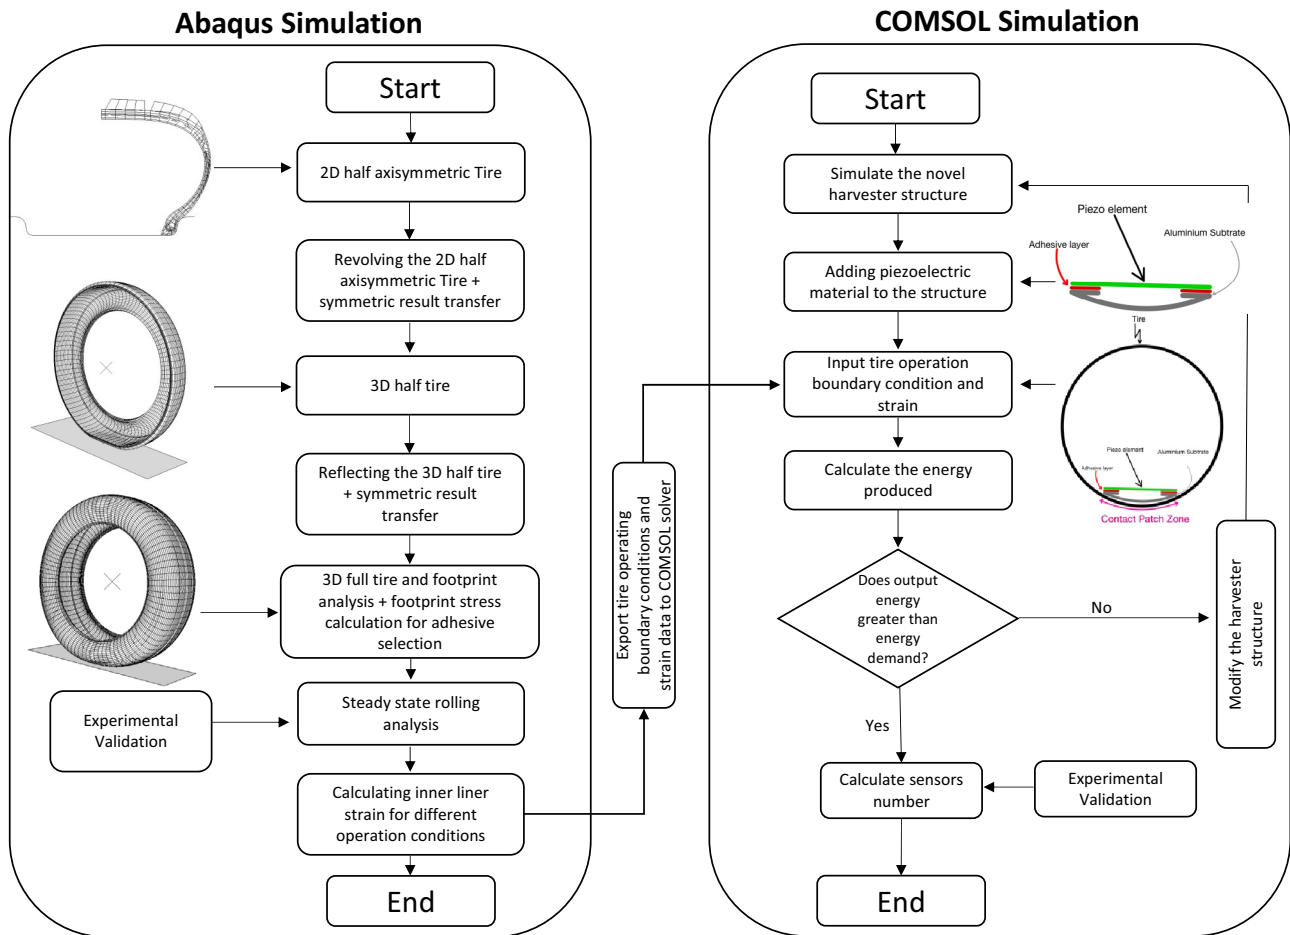 Abaqus Simulation
Start
2D half axisymmetric Tire
Revolving the 2D half
axisymmetric Tire +
symmetric result transfer
3D half tire
Reflecting the 3D half tire
+ symmetric result
transfer
3D full tire and footprint
analysis + footprint stress
calculation for adhesive
selection
Steady state rolling
analysis
Experimental
Validation
Calculating inner liner
strain for different
operation conditions
End
Export tire operating
boundary conditions and
strain data to COMSOL solver
COMSOL Simulation
Start
Simulate the novel
harvester structure
Adding piezoelectric
material to the structure
Piezo element
Aluminium Subtrate
Adhesive layer
Tire
Input tire operation
boundary condition and
strain
Piezo element
Aluminium Substrate
Adhesive layer
Contact Patch Zone
Calculate the energy
produced
Does output
energy
greater than
energy
demand?
No
Modify the harvester
structure
Yes
Calculate sensors
number
Experimental
Validation
End